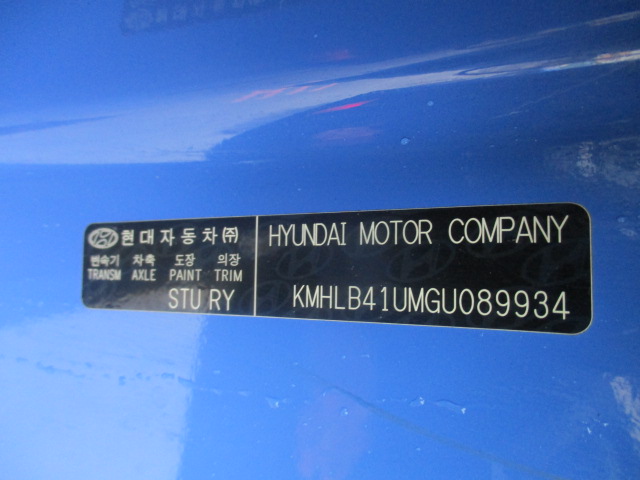 현대자동차㈜
변속기 차축 도장 의장
TRANSM AXLE PAINT TRIM
STU RY
HYUNDAI MOTOR COMPANY
KMHLB41UMGU089934